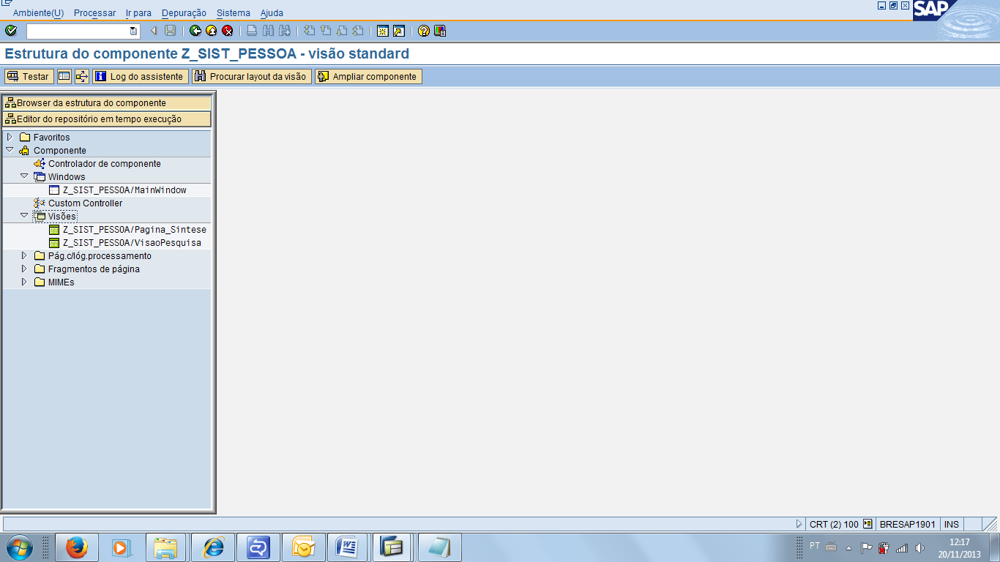 Ambiente(U) Processar Ir para Depuração Sistema Ajuda
SAP
Estrutura do componente Z_SIST_PESSOA - visão standard
Testar Log do assistente Procurar layout da visão Ampliar componente
Browser da estrutura do componente
Editor do repositório em tempo execução
Favoritos
Componente
Controlador de componente
Windows
Z_SIST_PESSOA/MainWindow
Custom Controller
Visões
Z_SIST_PESSOA/Pagina_Sintese
Z_SIST_PESSOA/VisaoPesquisa
Pág.c/lóg.processamento
Fragmentos de página
MIMEs
CRT (2) 100 BRESAP1901 INS
PT
12:17
20/11/2013